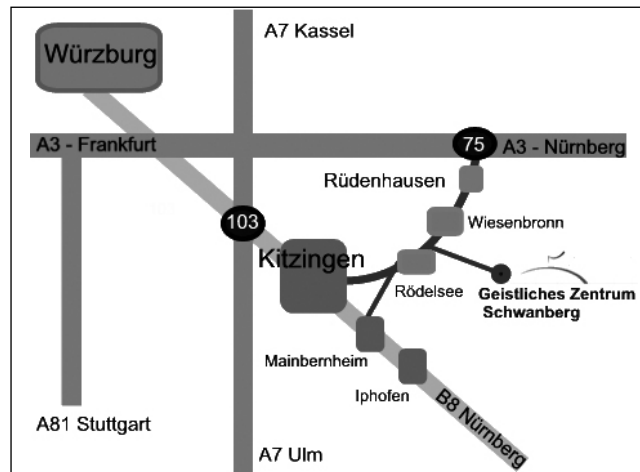 A7 Kassel
Würzburg
A3 - Frankfurt
75
A3 - Nürnberg
Rüdenhausen
103
Wiesenbronn
Kitzingen
Rödelsee
Geistliches Zentrum
Schwanberg
Mainbernheim
Iphofen
B8 Nürnberg
A81 Stuttgart
A7 Ulm